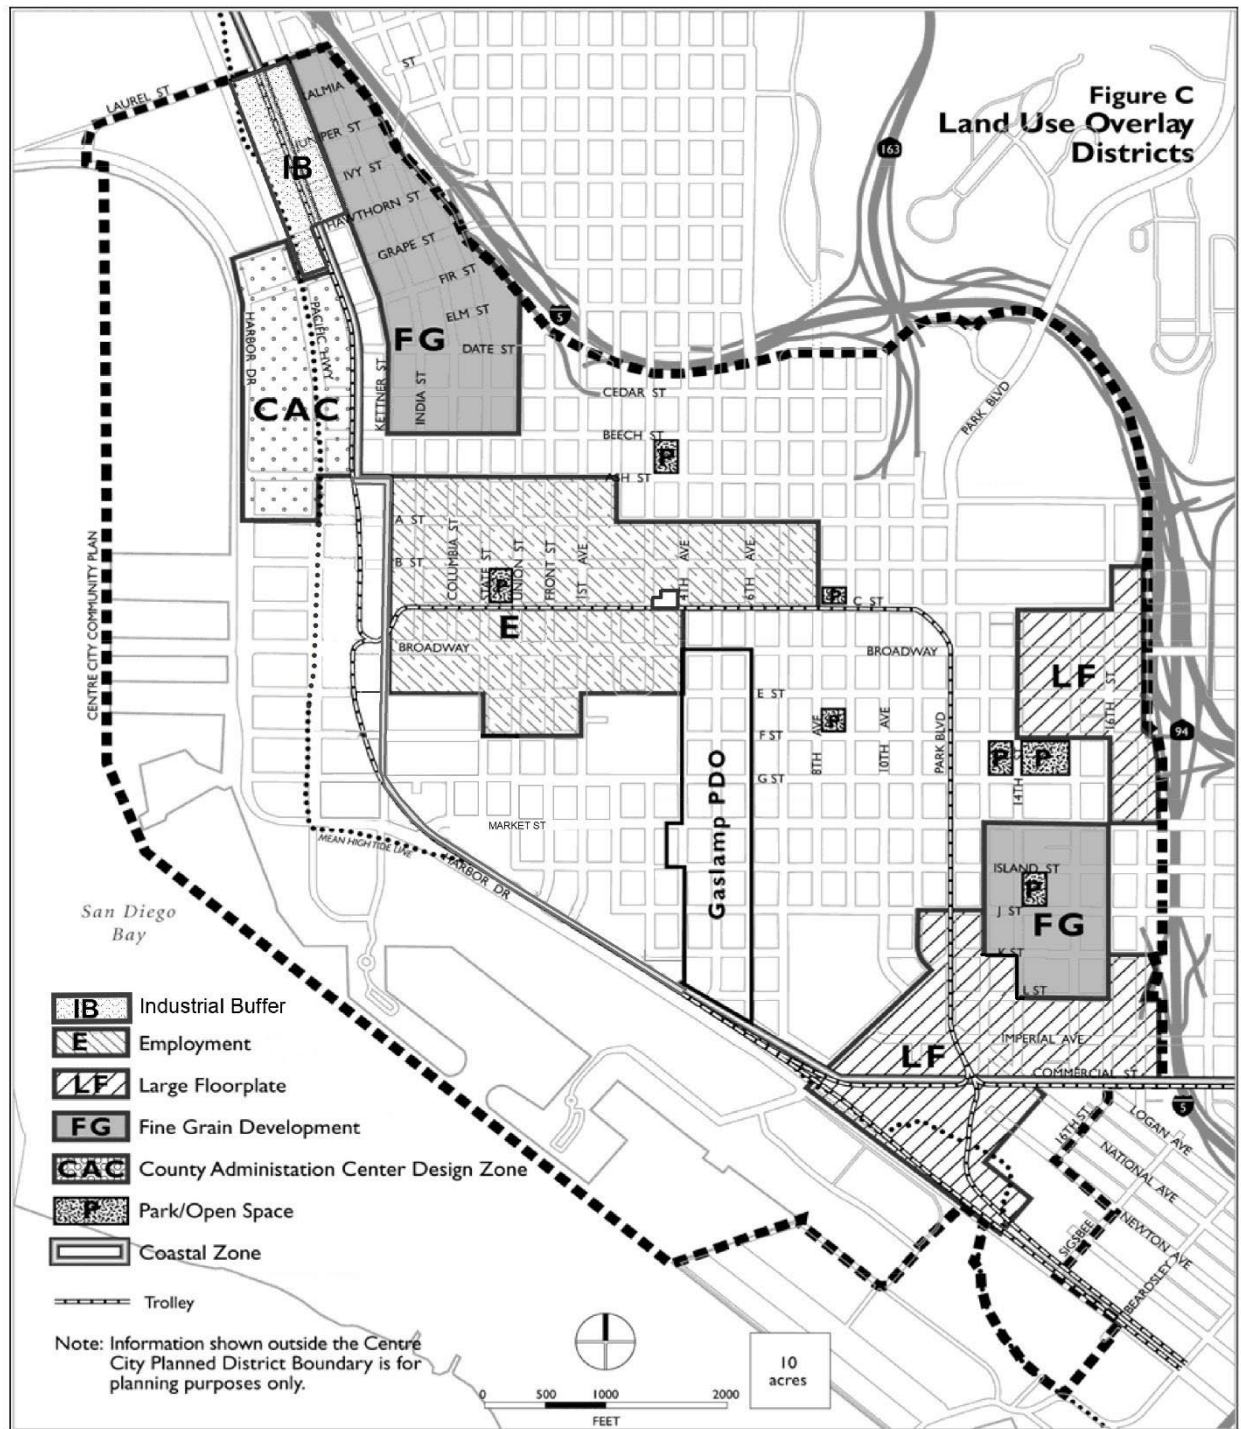 Figure C
Land Use Overlay
Districts
ST
LAUREL ST
KALMIA
JUNIPER ST
IB
IVY ST
HAWTHORN ST
GRAPE ST
FIR ST
ELM ST
DATE ST
FG
163
5
HARBOR DR
PACIFIC HWY
CAC
KETTNER ST
INDIA ST
CEDAR ST
BEECH ST
P
ASH ST
PARK BLVD
CENTRE CITY COMMUNITY PLAN
A ST
B ST
COLUMBIA ST
STATE ST
UNION ST
FRONT ST
1ST AVE
4TH AVE
6TH AVE
P
P
C ST
E
BROADWAY
BROADWAY
LF
16TH ST
E ST
F ST
G ST
8TH AVE
P
10TH AVE
PARK BLVD
P
14TH ST
P
94
Gaslamp PDO
MARKET ST
MEAN HIGH TIDE LINE
HARBOR DR
ISLAND ST
P
J ST
FG
K ST
L ST
San Diego
Bay
IMPERIAL AVE
LF
COMMERCIAL ST
5
16TH ST
LOGAN AVE
NATIONAL AVE
NEWTON AVE
SIGSBEE
BEARDSLEY
IB Industrial Buffer
E Employment
LF Large Floorplate
FG Fine Grain Development
CAC County Administation Center Design Zone
P Park/Open Space
Coastal Zone
Trolley
Note: Information shown outside the Centre
City Planned District Boundary is for
planning purposes only.
0 500 1000 2000
FEET
10
acres